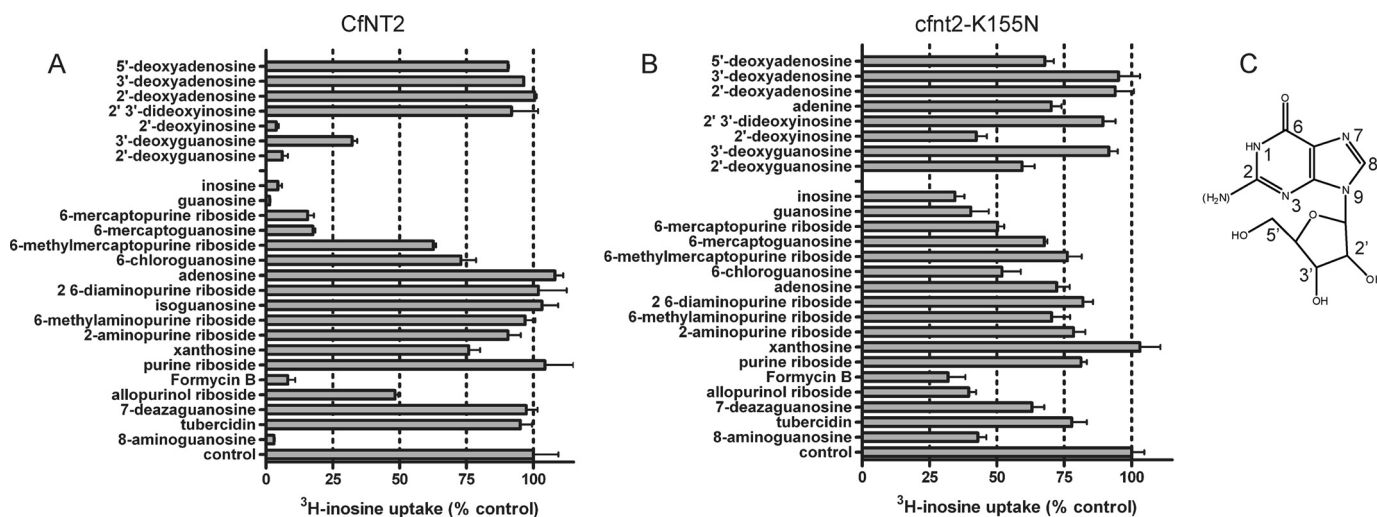 CfNT2
A
5'-deoxyadenosine
3'-deoxyadenosine
2'-deoxyadenosine
2' 3'-dideoxyinosine
2'-deoxyinosine
3'-deoxyguanosine
2'-deoxyguanosine
inosine
guanosine
6-mercaptopurine riboside
6-mercaptoguanosine
6-methylmercaptopurine riboside
6-chloroguanosine
adenosine
2 6-diaminopurine riboside
isoguanosine
6-methylaminopurine riboside
2-aminopurine riboside
xanthosine
purine riboside
Formycin B
allopurinol riboside
7-deazaguanosine
tubercidin
8-aminoguanosine
control
0 25 50 75 100
3H-inosine uptake (% control)
cfnt2-K155N
B
5'-deoxyadenosine
3'-deoxyadenosine
2'-deoxyadenosine
adenine
2' 3'-dideoxyinosine
2'-deoxyinosine
3'-deoxyguanosine
2'-deoxyguanosine
inosine
guanosine
6-mercaptopurine riboside
6-mercaptoguanosine
6-methylmercaptopurine riboside
6-chloroguanosine
adenosine
2 6-diaminopurine riboside
6-methylaminopurine riboside
2-aminopurine riboside
xanthosine
purine riboside
Formycin B
allopurinol riboside
7-deazaguanosine
tubercidin
8-aminoguanosine
control
0 25 50 75 100
3H-inosine uptake (% control)
C
O
6
N 7
HN 1
8
2
(H2N)
N 3
N
9
O
HO
5'
2'
3'
OH
OH